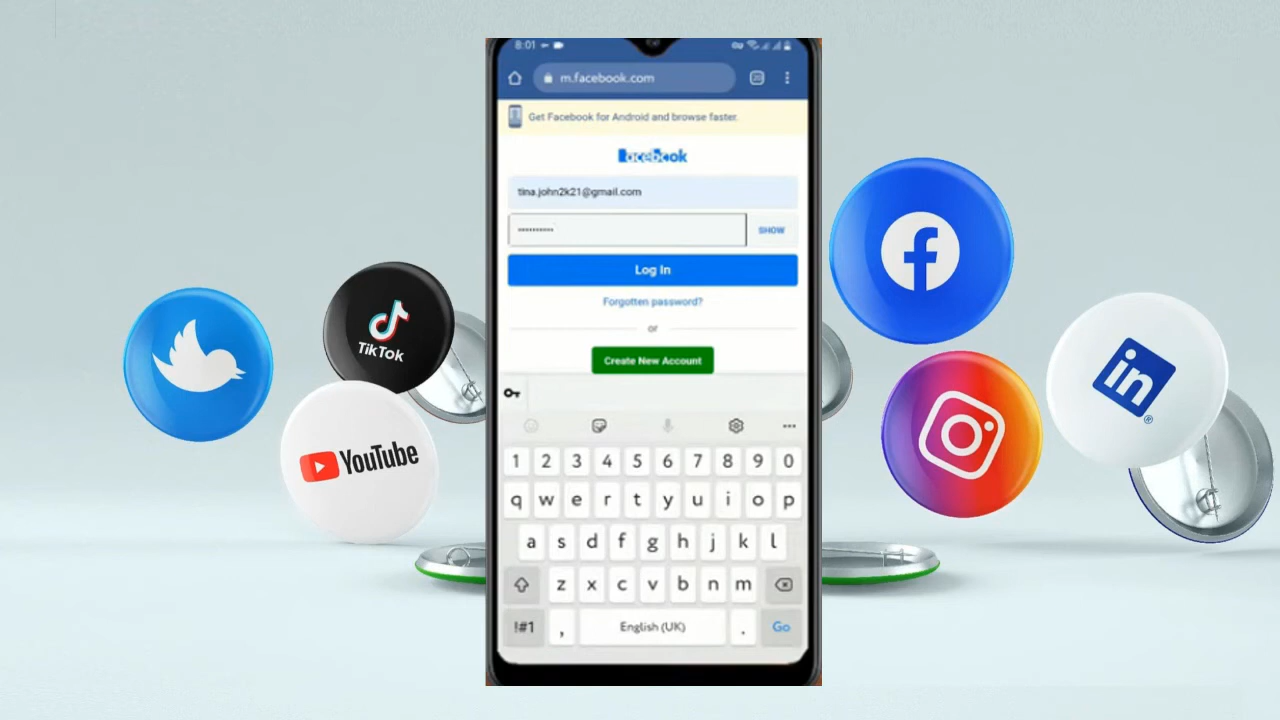 8:01
m.facebook.com
Get Facebook for Android and browse faster.
facebook
tina.john2k21@gmail.com
SHOW
Log In
Forgotten password?
or
Create New Account
1 2 3 4 5 6 7 8 9 0
q w e r t y u i o p
a s d f g h j k l
z x c v b n m
!#1 , English (UK) . Go
TikTok
YouTube
f
in